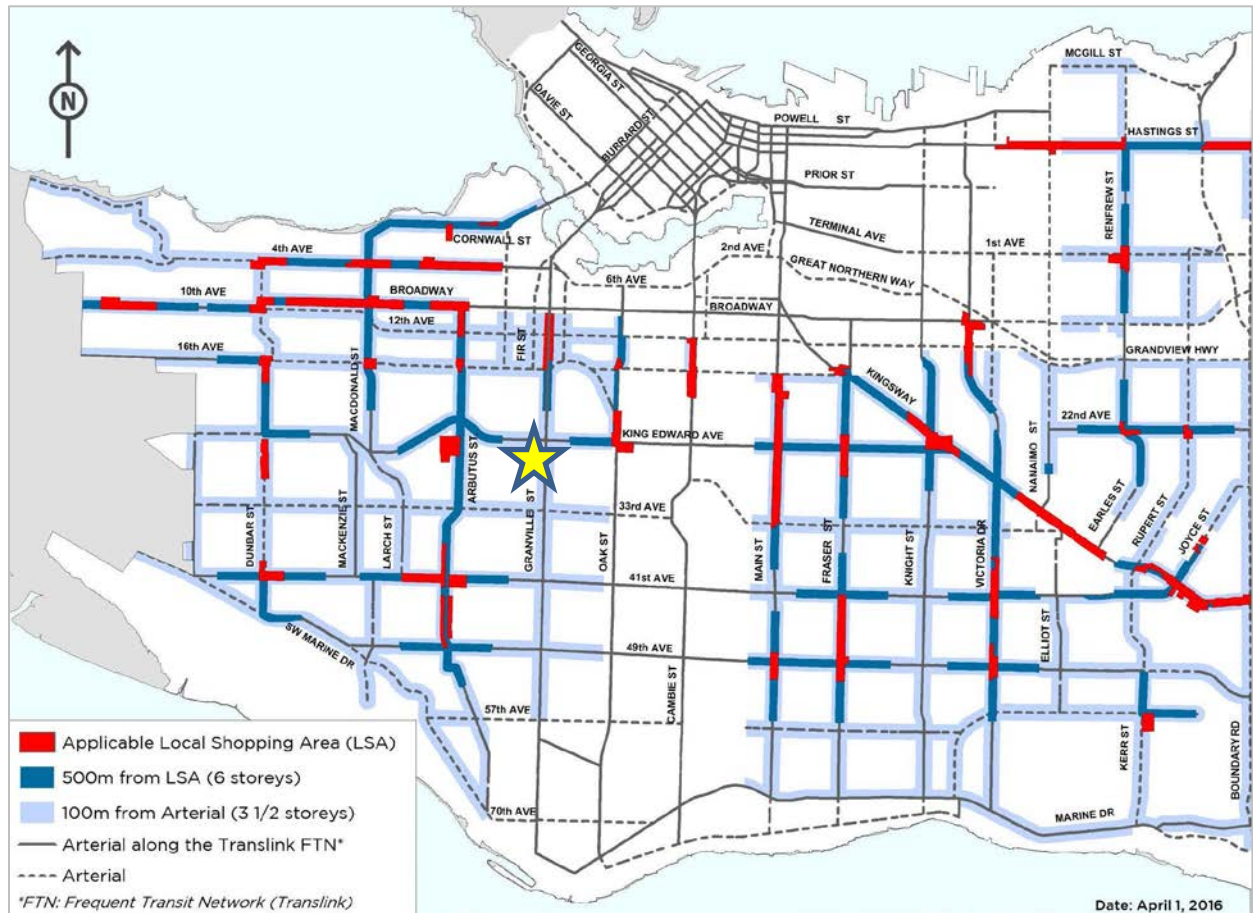 N
GEORGIA ST
DAVIE ST
BURRARD ST
POWELL ST
PRIOR ST
MCGILL ST
HASTINGS ST
RENFREW ST
TERMINAL AVE
1st AVE
2nd AVE
GREAT NORTHERN WAY
CORNWALL ST
4th AVE
6th AVE
10th AVE
BROADWAY
BROADWAY
12th AVE
FIR ST
16th AVE
MACDONALD ST
GRANDVIEW HWY
KINGSWAY
22nd AVE
KING EDWARD AVE
NANAIMO ST
ARBUTUS ST
GRANVILLE ST
33rd AVE
OAK ST
DUNBAR ST
MACKENZIE ST
LARCH ST
MAIN ST
FRASER ST
KNIGHT ST
VICTORIA DR
EARLES ST
RUPERT ST
JOYCE ST
41st AVE
ELLIOT ST
SW MARINE DR
49th AVE
CAMBIE ST
57th AVE
KERR ST
BOUNDARY RD
70th AVE
MARINE DR
Applicable Local Shopping Area (LSA)
500m from LSA (6 storeys)
100m from Arterial (3 1/2 storeys)
Arterial along the Translink FTN*
Arterial
*FTN: Frequent Transit Network (Translink)
Date: April 1, 2016